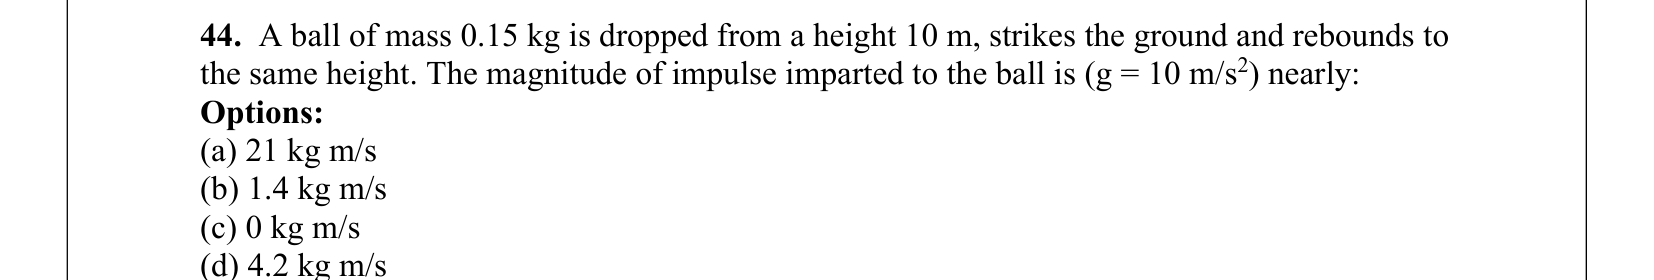 44. A ball of mass 0.15 kg is dropped from a height 10 m, strikes the ground and rebounds to
the same height. The magnitude of impulse imparted to the ball is (g = 10 m/s²) nearly:
Options:
(a) 21 kg m/s
(b) 1.4 kg m/s
(c) 0 kg m/s
(d) 4.2 kg m/s